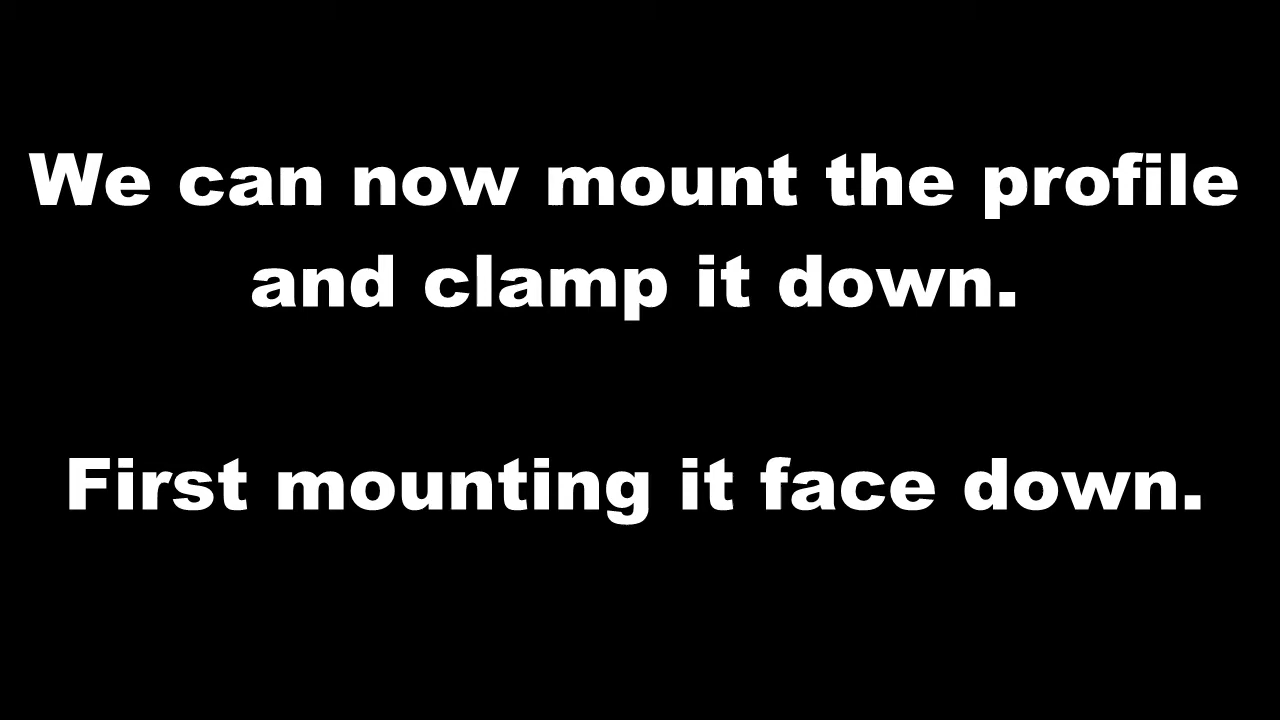 We can now mount the profile
and clamp it down.
First mounting it face down.